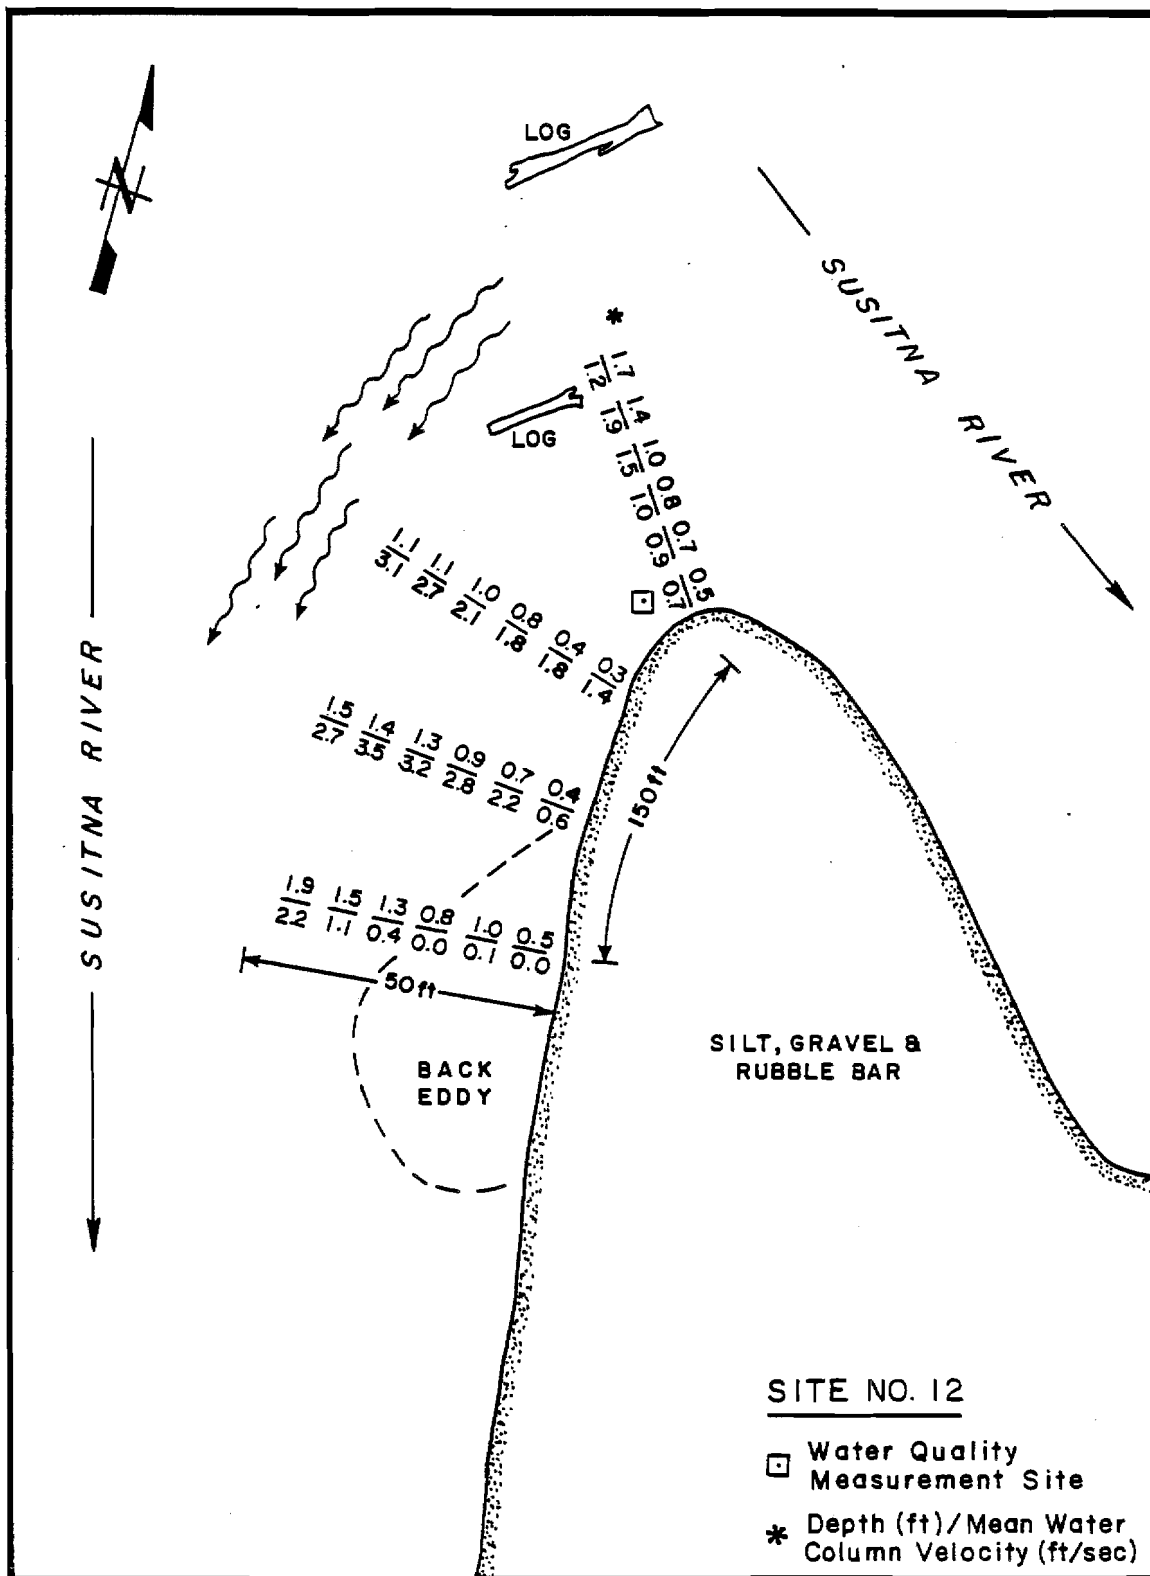 N
LOG
SUSITNA RIVER
*
1.7 1.4 1.0 0.8 0.7 0.5
1.2 1.9 1.5 1.0 0.9 0.7
LOG
1.1 1.1 1.0 0.8 0.4 0.3
3.1 2.7 2.1 1.8 1.8 1.4
1.5 1.4 1.3 0.9 0.7 0.4
2.7 3.5 3.2 2.8 2.2 0.6
150 ft
SUSITNA RIVER
1.9 1.5 1.3 0.8 1.0 0.5
2.2 1.1 0.4 0.0 0.1 0.0
50 ft
BACK
EDDY
SILT, GRAVEL &
RUBBLE BAR
SITE NO. 12
Water Quality
Measurement Site
* Depth (ft)/Mean Water
Column Velocity (ft/sec)